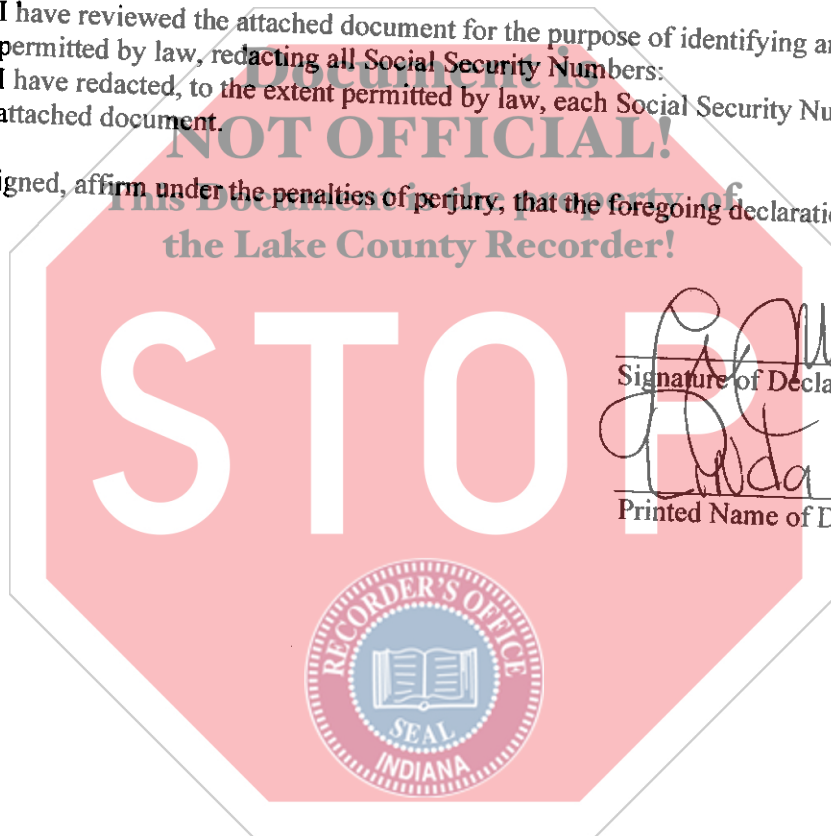 I have reviewed the attached document for the purpose of identifying
permitted by law, redacting all Social Security Numbers:
I have redacted, to the extent permitted by law, each Social Security Nu
attached document.
igned, affirm under the penalties of perjury, that the foregoing declarati
Document is
NOT OFFICIAL!
This Document is the property of
the Lake County Recorder!
STOP
Signature of Decla
Printed Name of D
RECORDER'S OFFICE
SEAL
INDIANA